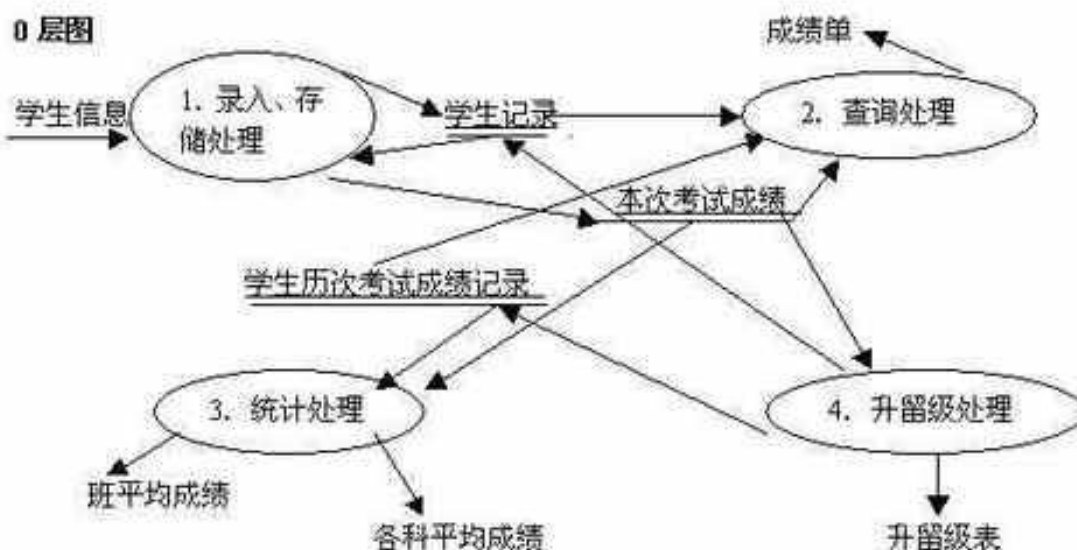 0 层图
成绩单
学生信息
1. 录入、存
储处理
学生记录
2. 查询处理
本次考试成绩
学生历次考试成绩记录
3. 统计处理
4. 升留级处理
班平均成绩
各科平均成绩
升留级表